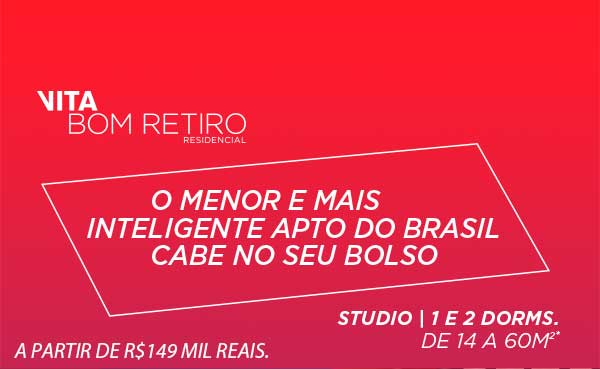 VITA
BOM RETIRO
RESIDENCIAL
O MENOR E MAIS
INTELIGENTE APTO DO BRASIL
CABE NO SEU BOLSO
STUDIO | 1 E 2 DORMS.
DE 14 A 60M²*
A PARTIR DE R$149 MIL REAIS.